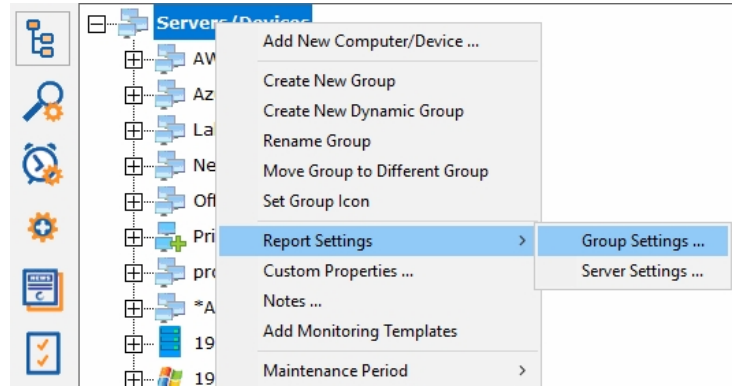 Servers/Devices
Add New Computer/Device ...
AW
Create New Group
Az
Create New Dynamic Group
La
Rename Group
Ne
Move Group to Different Group
Off
Set Group Icon
Pri
Report Settings
Group Settings ...
pro
Custom Properties ...
Server Settings ...
NEWS
*A
Notes ...
19
Add Monitoring Templates
19
Maintenance Period